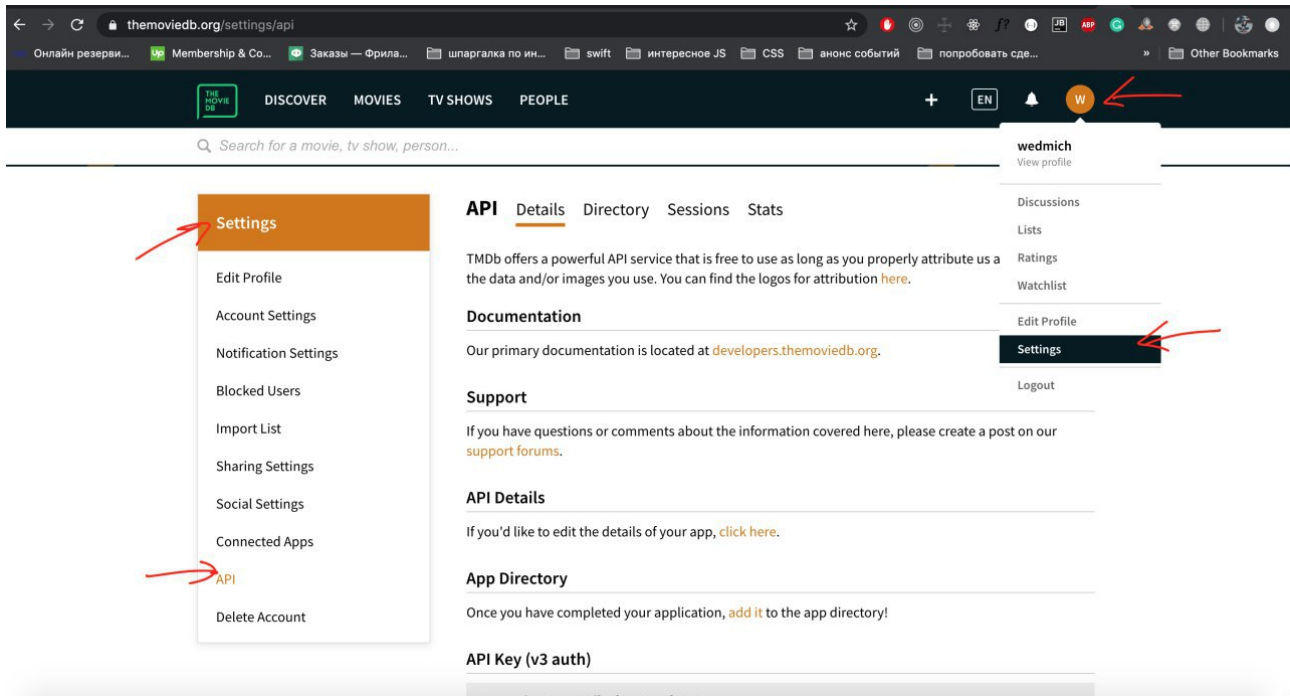 themoviedb.org/settings/api
Онлайн резерви...
Membership & Co...
Заказы — Фрила...
шпаргалка по ин...
swift
интересное JS
CSS
анонс событий
попробовать сде...
»
Other Bookmarks
THE MOVIE DB
DISCOVER
MOVIES
TV SHOWS
PEOPLE
+
EN
W
Search for a movie, tv show, person...
wedmich
View profile
Discussions
Lists
Ratings
Watchlist
Edit Profile
Settings
Logout
Settings
Edit Profile
Account Settings
Notification Settings
Blocked Users
Import List
Sharing Settings
Social Settings
Connected Apps
API
Delete Account
API Details Directory Sessions Stats
TMDb offers a powerful API service that is free to use as long as you properly attribute us a
the data and/or images you use. You can find the logos for attribution here.
Documentation
Our primary documentation is located at developers.themoviedb.org.
Support
If you have questions or comments about the information covered here, please create a post on our
support forums.
API Details
If you'd like to edit the details of your app, click here.
App Directory
Once you have completed your application, add it to the app directory!
API Key (v3 auth)